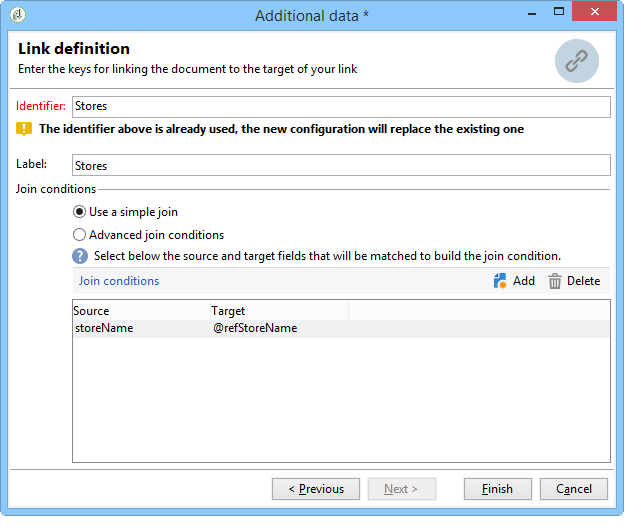 Additional data *
Link definition
Enter the keys for linking the document to the target of your link
Identifier: Stores
The identifier above is already used, the new configuration will replace the existing one
Label: Stores
Join conditions
Use a simple join
Advanced join conditions
Select below the source and target fields that will be matched to build the join condition.
Join conditions Add Delete
Source Target
storeName @refStoreName
< Previous Next > Finish Cancel